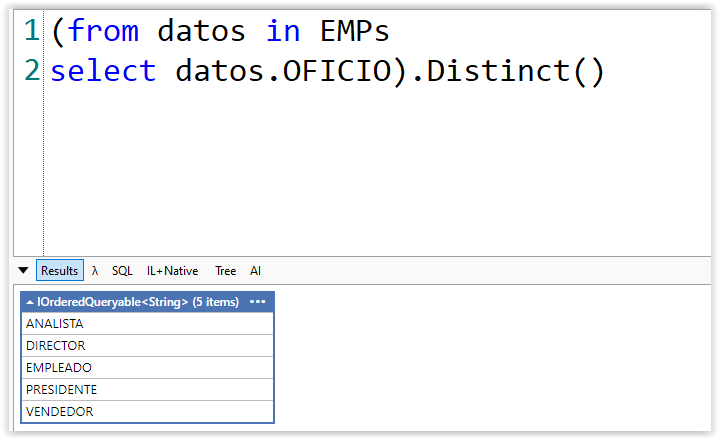 1 (from datos in EMPs
2 select datos.OFICIO).Distinct()
Results λ SQL IL+Native Tree AI
IOrderedQueryable<String> (5 items) •••
ANALISTA
DIRECTOR
EMPLEADO
PRESIDENTE
VENDEDOR